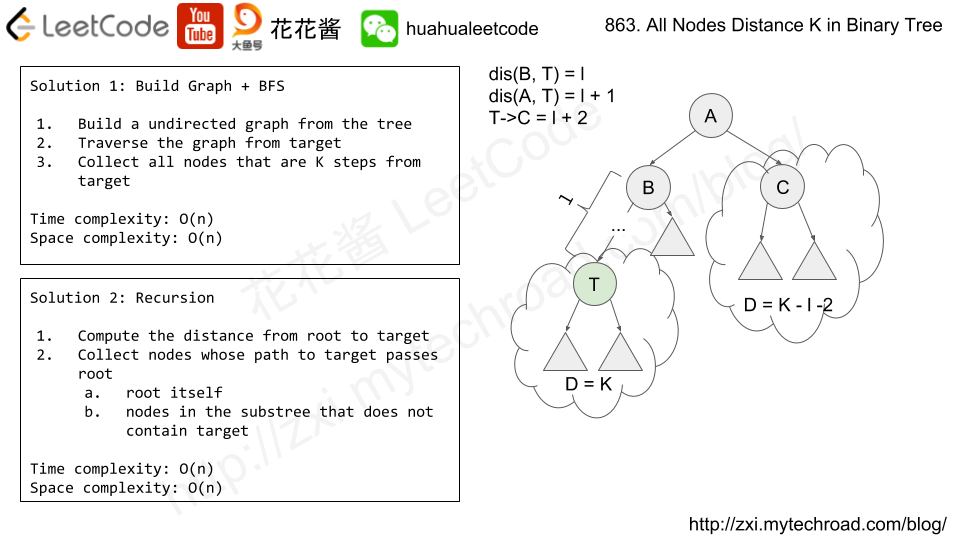 LeetCode You Tube 大鱼号 花花酱 huahualeetcode 863. All Nodes Distance K in Binary Tree
Solution 1: Build Graph + BFS
1. Build a undirected graph from the tree
2. Traverse the graph from target
3. Collect all nodes that are K steps from
target
Time complexity: O(n)
Space complexity: O(n)
Solution 2: Recursion
1. Compute the distance from root to target
2. Collect nodes whose path to target passes
root
a. root itself
b. nodes in the substree that does not
contain target
Time complexity: O(n)
Space complexity: O(n)
dis(B, T) = l
dis(A, T) = l + 1
T->C = l + 2
A
B
C
l
...
T
D = K - l -2
D = K
花花酱 LeetCode
http://zxi.mytechroad.com/blog/
http://zxi.mytechroad.com/blog/